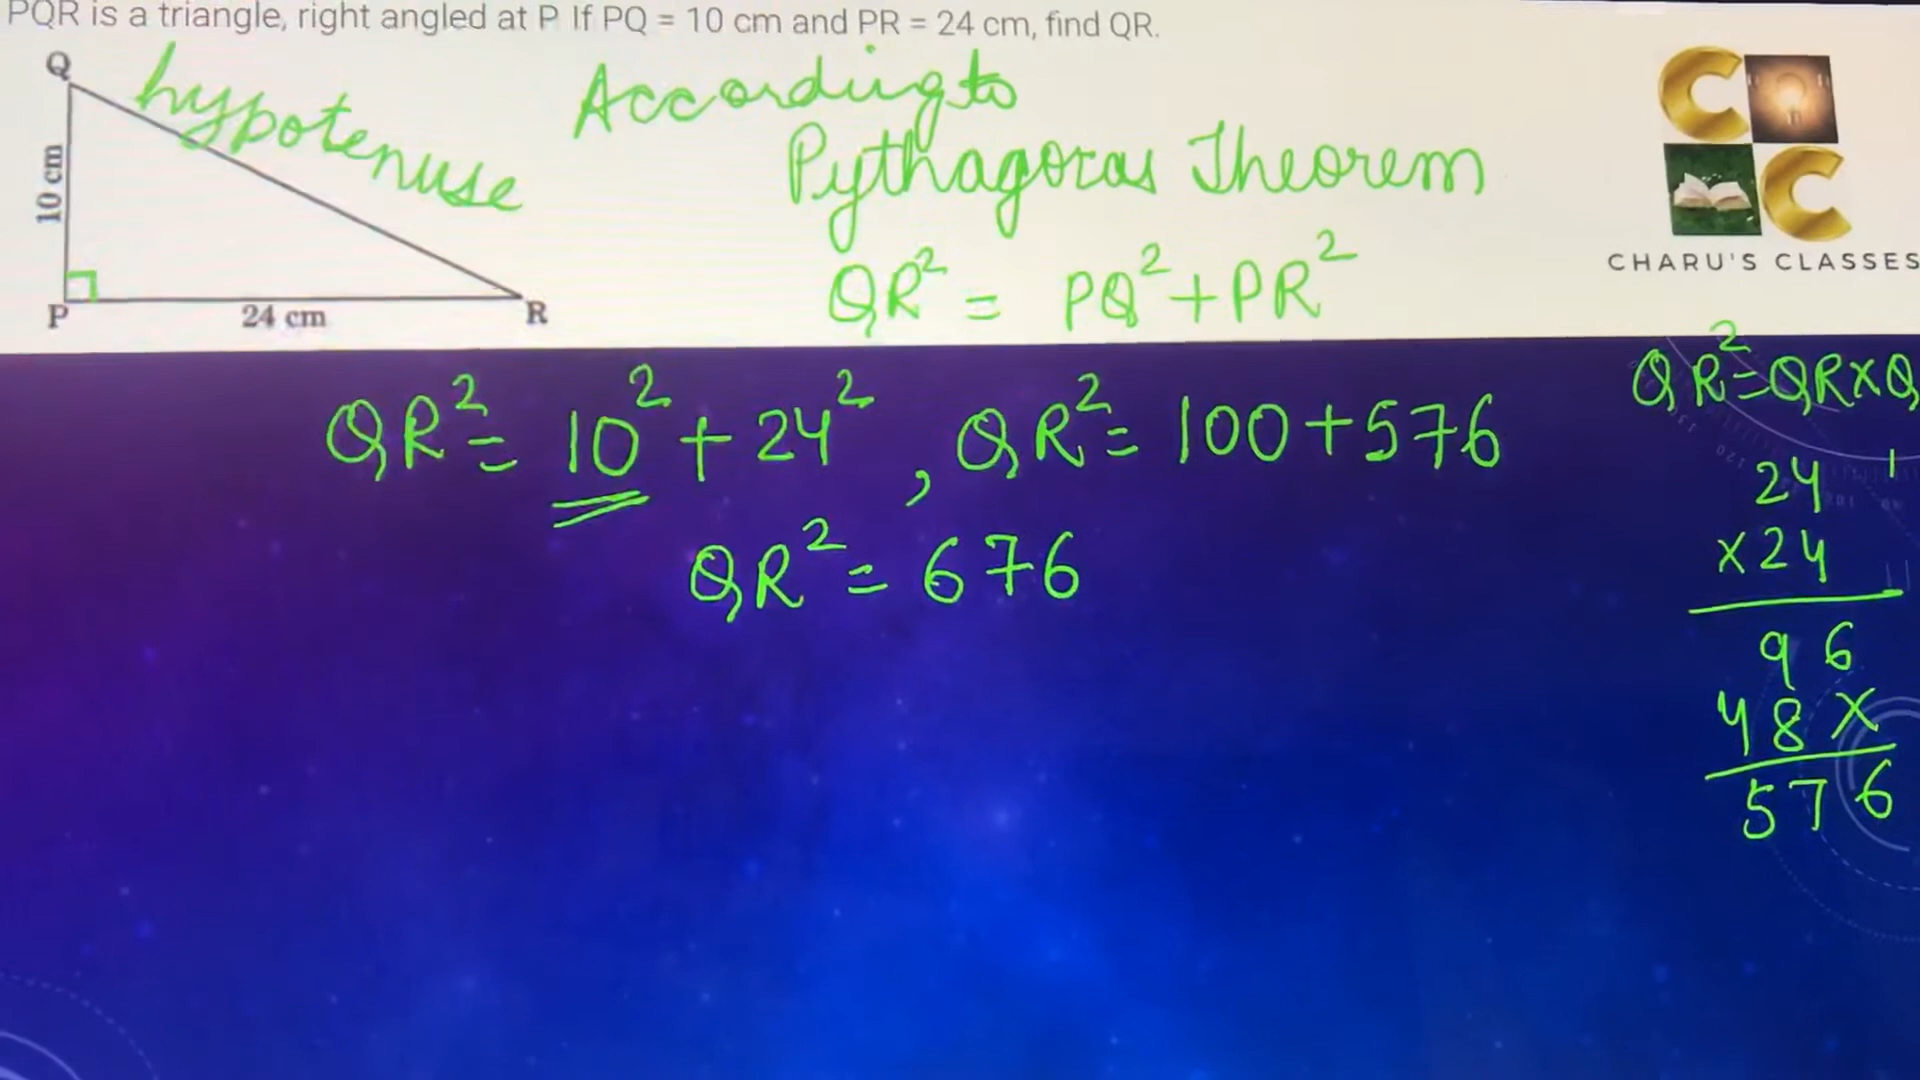 PQR is a triangle, right angled at P If PQ = 10 cm and PR = 24 cm, find QR.
Q
hypotenuse
10 cm
P
24 cm
R
According to
Pythagoras Theorem
QR² = PQ² + PR²
C
C
CHARU'S CLASSES
QR² = 10² + 24² , QR² = 100 + 576
QR² = 676
QR² = QR × Q
24
×24
96
48×
576